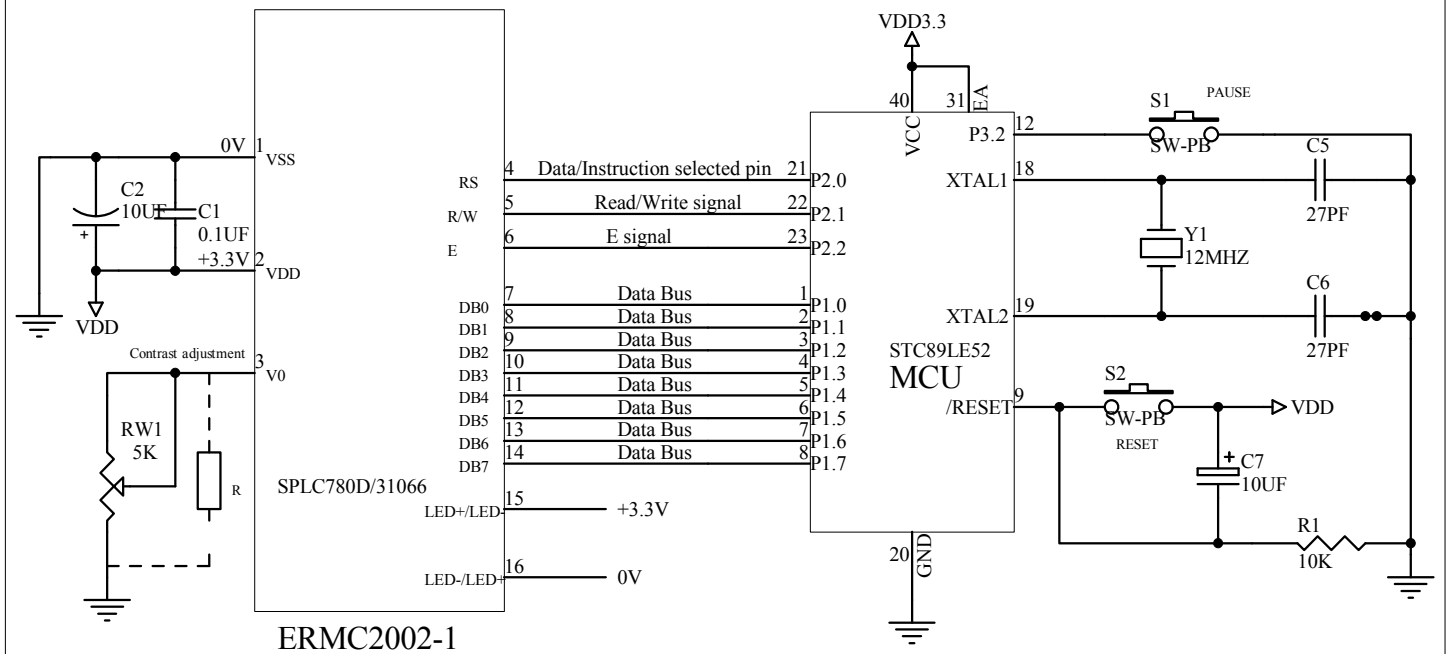 VDD3.3
40
31
EA
VCC
S1
PAUSE
P3.2
12
SW-PB
C5
0V
1
VSS
C2
10UF
C1
0.1UF
+3.3V
2
VDD
VDD
RS
4
Data/Instruction selected pin
21
P2.0
R/W
5
Read/Write signal
22
P2.1
E
6
E signal
23
P2.2
XTAL1
18
27PF
Y1
12MHZ
C6
XTAL2
19
27PF
DB0
7
Data Bus
1
P1.0
DB1
8
Data Bus
2
P1.1
DB2
9
Data Bus
3
P1.2
DB3
10
Data Bus
4
P1.3
DB4
11
Data Bus
5
P1.4
DB5
12
Data Bus
6
P1.5
DB6
13
Data Bus
7
P1.6
DB7
14
Data Bus
8
P1.7
STC89LE52
MCU
Contrast adjustment
3
V0
RW1
5K
R
SPLC780D/31066
LED+/LED-
15
+3.3V
LED-/LED+
16
0V
/RESET
9
S2
SW-PB
RESET
VDD
C7
+
10UF
R1
10K
20
GND
+
ERMC2002-1